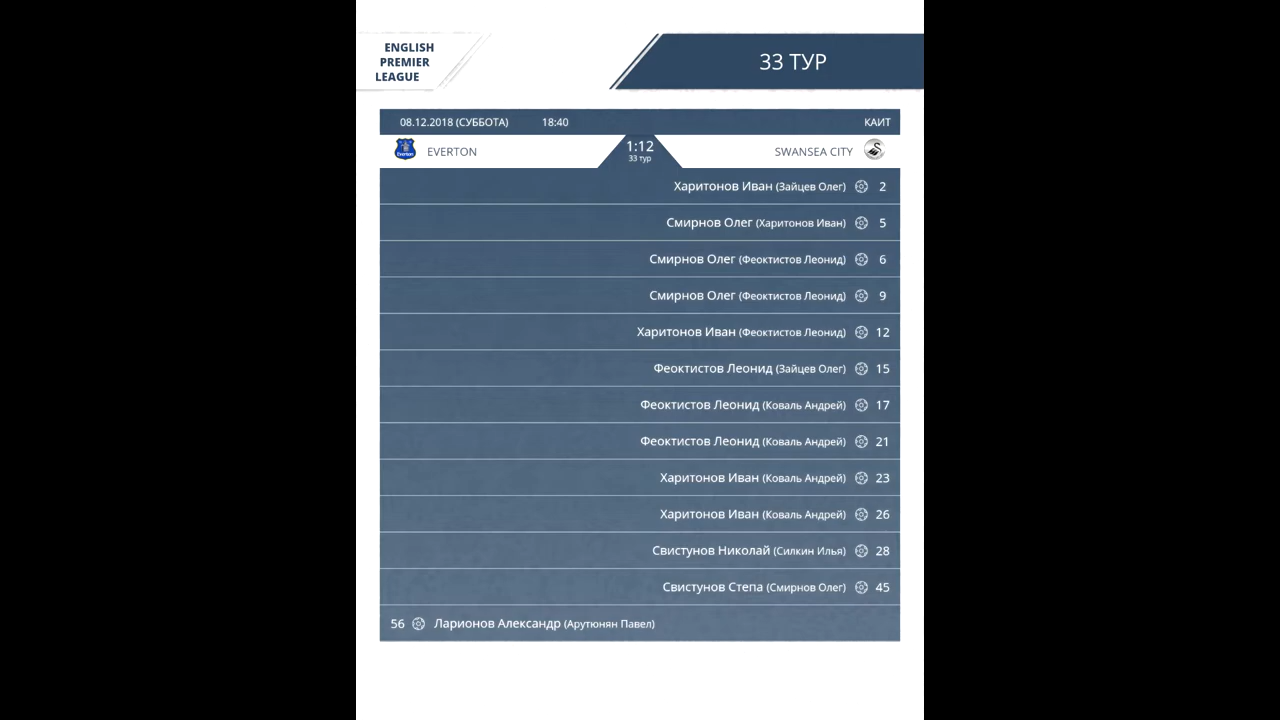 ENGLISH
PREMIER
LEAGUE
33 ТУР
08.12.2018 (СУББОТА) 18:40 КАИТ
Everton EVERTON 1:12 SWANSEA CITY
33 тур
Харитонов Иван (Зайцев Олег) 2
Смирнов Олег (Харитонов Иван) 5
Смирнов Олег (Феоктистов Леонид) 6
Смирнов Олег (Феоктистов Леонид) 9
Харитонов Иван (Феоктистов Леонид) 12
Феоктистов Леонид (Зайцев Олег) 15
Феоктистов Леонид (Коваль Андрей) 17
Феоктистов Леонид (Коваль Андрей) 21
Харитонов Иван (Коваль Андрей) 23
Харитонов Иван (Коваль Андрей) 26
Свистунов Николай (Силкин Илья) 28
Свистунов Степа (Смирнов Олег) 45
56 Ларионов Александр (Арутюнян Павел)